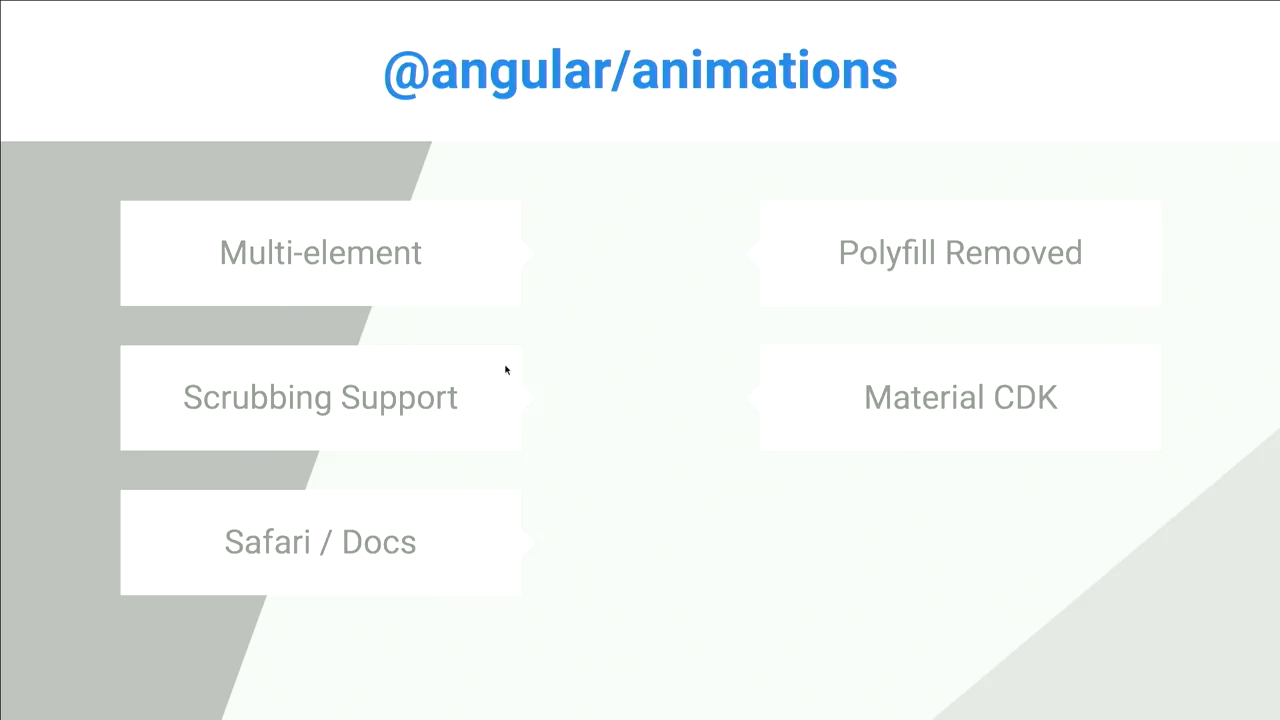 @angular/animations
Multi-element
Polyfill Removed
Scrubbing Support
Material CDK
Safari / Docs